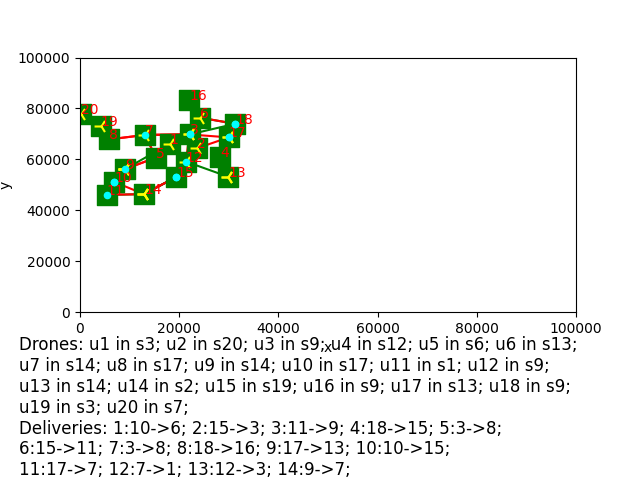 100000
80000
60000
40000
20000
0
y
0 20000 40000 60000 80000 100000
x
16
13
14
Drones: u1 in s3; u2 in s20; u3 in s9; u4 in s12; u5 in s6; u6 in s13;
u7 in s14; u8 in s17; u9 in s14; u10 in s17; u11 in s1; u12 in s9;
u13 in s14; u14 in s2; u15 in s19; u16 in s9; u17 in s13; u18 in s9;
u19 in s3; u20 in s7;
Deliveries: 1:10->6; 2:15->3; 3:11->9; 4:18->15; 5:3->8;
6:15->11; 7:3->8; 8:18->16; 9:17->13; 10:10->15;
11:17->7; 12:7->1; 13:12->3; 14:9->7;